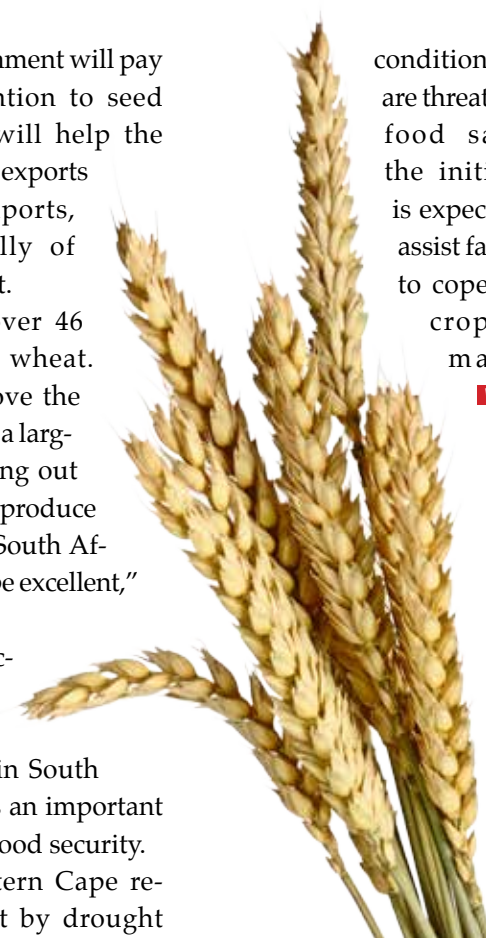 nment will pay
ntion to seed
will help the
exports
ports,
lly of
t.
ver 46
wheat.
ove the
a larg-
ng out
produce
South Af-
be excellent,”
c-
in South
s an important
ood security.
tern Cape re-
t by drought
condition
are threat
food sa
the initi
is expec
assist fa
to cope
crop
ma